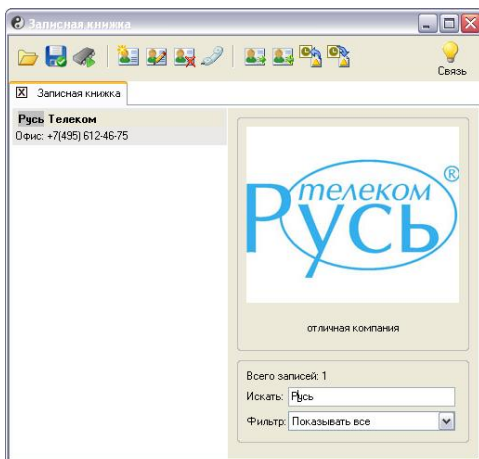 Записная книжка
Связь
Записная книжка
Русь Телеком
Офис: +7(495) 612-46-75
телеком ®
Русь
отличная компания
Всего записей: 1
Искать: Русь
Фильтр: Показывать все